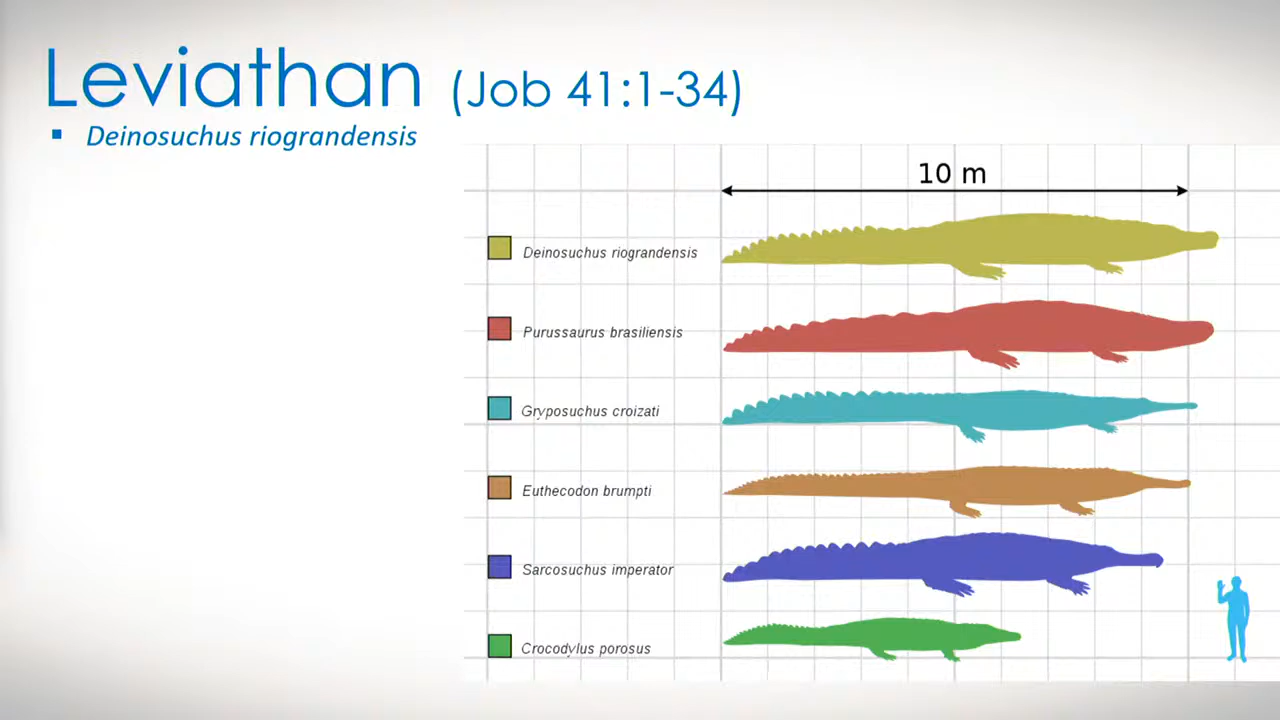 Leviathan (Job 41:1-34)
▪ Deinosuchus riograndensis
10 m
Deinosuchus riograndensis
Purussaurus brasiliensis
Gryposuchus croizati
Euthecodon brumpti
Sarcosuchus imperator
Crocodylus porosus